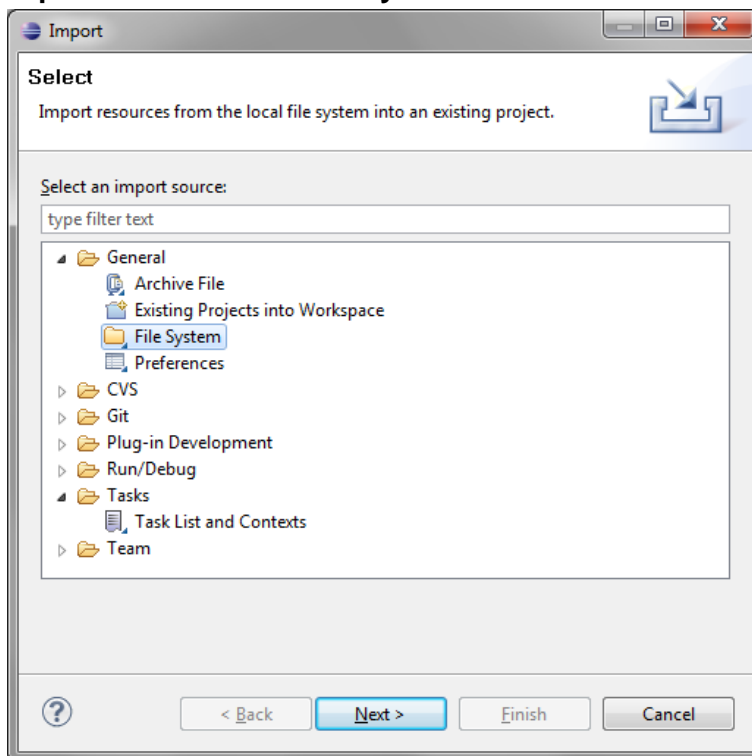 Import
Select
Import resources from the local file system into an existing project.
Select an import source:
type filter text
General
Archive File
Existing Projects into Workspace
File System
Preferences
CVS
Git
Plug-in Development
Run/Debug
Tasks
Task List and Contexts
Team
? < Back Next > Finish Cancel